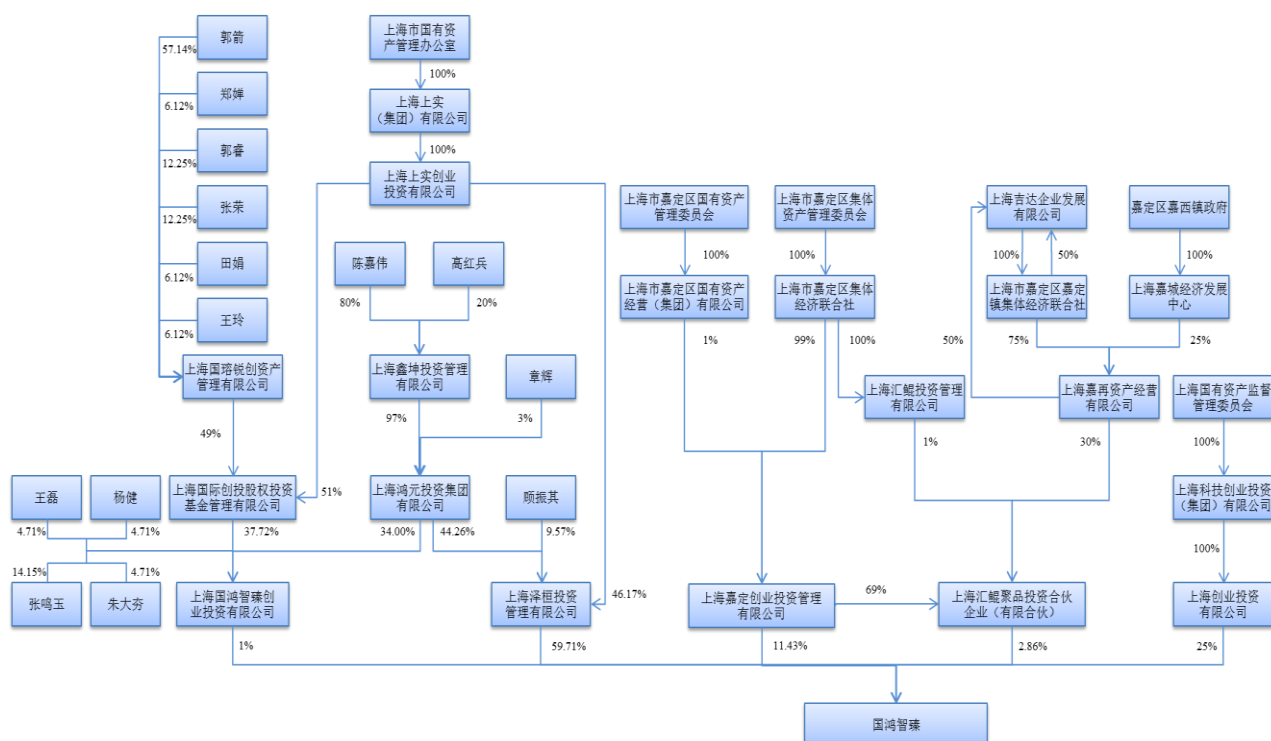 郭箭
57.14%
郑婵
6.12%
郭睿
12.25%
张荣
12.25%
田娟
6.12%
王玲
6.12%
上海国瑢锐创资产
管理有限公司
49%
上海市国有资
产管理办公室
100%
上海上实
（集团）有限公司
100%
上海上实创业
投资有限公司
陈嘉伟
高红兵
80%
20%
上海鑫坤投资管理
有限公司
章辉
97%
3%
上海市嘉定区国有资产
管理委员会
100%
上海市嘉定区国有资产
经营（集团）有限公司
1%
上海市嘉定区集体
资产管理委员会
100%
上海市嘉定区集体
经济联合社
99%
100%
上海汇鲲投资管理
有限公司
1%
上海吉达企业发展
有限公司
100%
50%
上海市嘉定区嘉定
镇集体经济联合社
50%
75%
嘉定区嘉西镇政府
100%
上海嘉城经济发展
中心
25%
上海嘉再资产经营
有限公司
30%
上海国有资产监督
管理委员会
100%
上海科技创业投资
（集团）有限公司
100%
王磊
杨健
4.71%
4.71%
14.15%
4.71%
张鸣玉
朱大夯
上海国际创投股权投资
基金管理有限公司
51%
37.72%
上海鸿元投资集团
有限公司
34.00%
44.26%
顾振其
9.57%
上海国鸿智臻创
业投资有限公司
1%
上海泽桓投资
管理有限公司
46.17%
59.71%
上海嘉定创业投资管理
有限公司
69%
11.43%
上海汇鲲聚品投资合伙
企业（有限合伙）
2.86%
上海创业投资
有限公司
25%
国鸿智臻